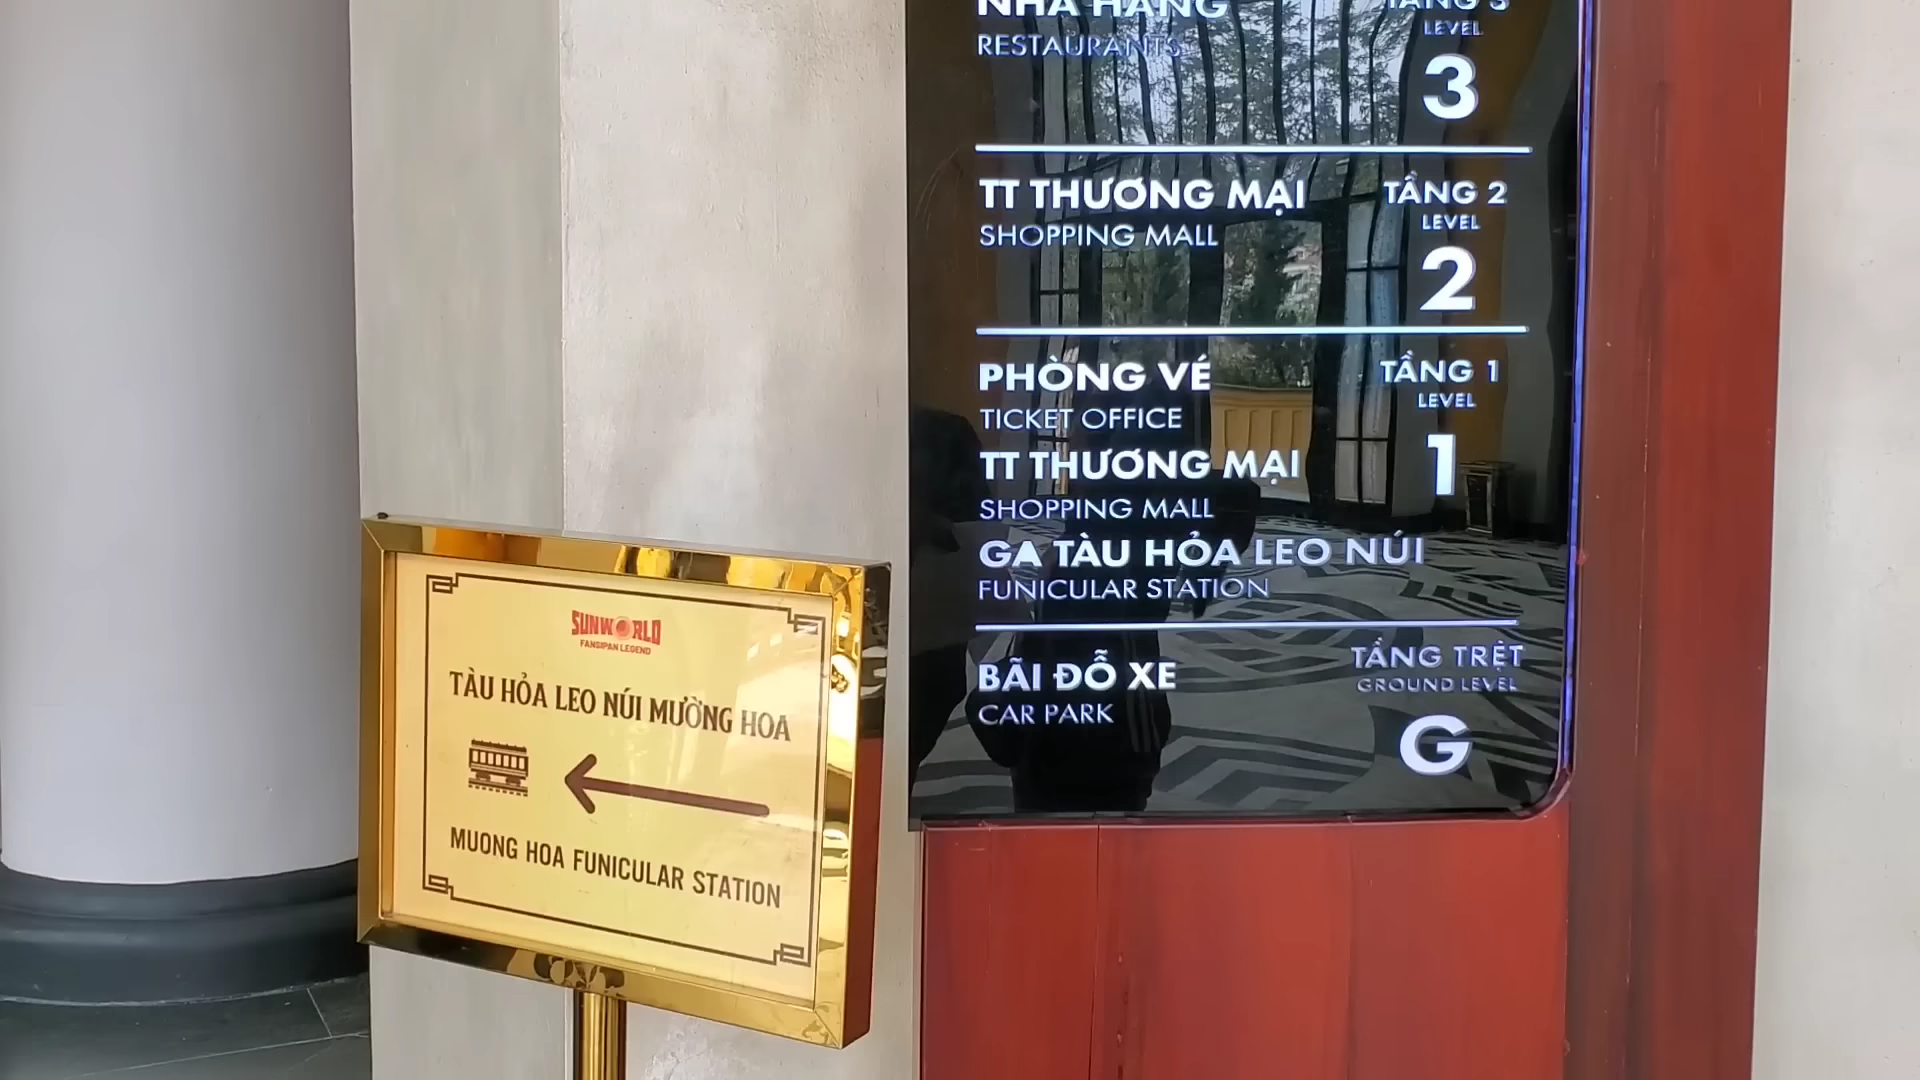 NHÀ HÀNG
RESTAURANTS
TẦNG 3
LEVEL
3
TT THƯƠNG MẠI
SHOPPING MALL
TẦNG 2
LEVEL
2
PHÒNG VÉ
TICKET OFFICE
TT THƯƠNG MẠI
SHOPPING MALL
GA TÀU HỎA LEO NÚI
FUNICULAR STATION
TẦNG 1
LEVEL
1
BÃI ĐỖ XE
CAR PARK
TẦNG TRỆT
GROUND LEVEL
G
SUNWORLD
FANSIPAN LEGEND
TÀU HỎA LEO NÚI MƯỜNG HOA
MUONG HOA FUNICULAR STATION